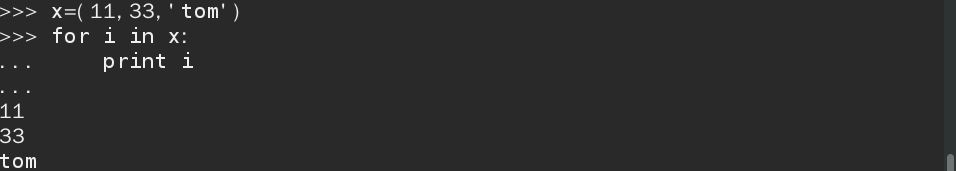 >>> x=(11,33,'tom')
>>> for i in x:
...     print i
...
11
33
tom